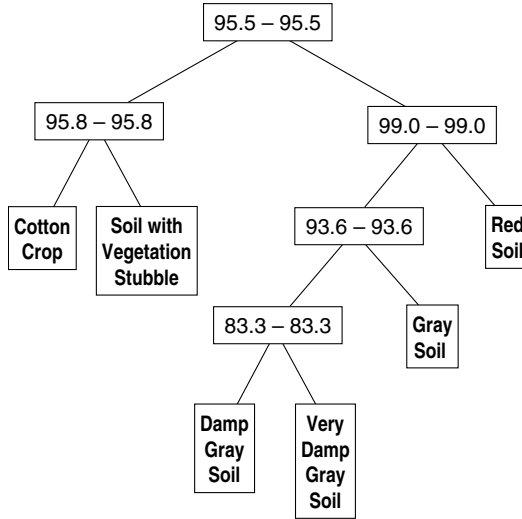 95.5 – 95.5
95.8 – 95.8
99.0 – 99.0
Cotton
Crop
Soil with
Vegetation
Stubble
93.6 – 93.6
Red
Soil
83.3 – 83.3
Gray
Soil
Damp
Gray
Soil
Very
Damp
Gray
Soil